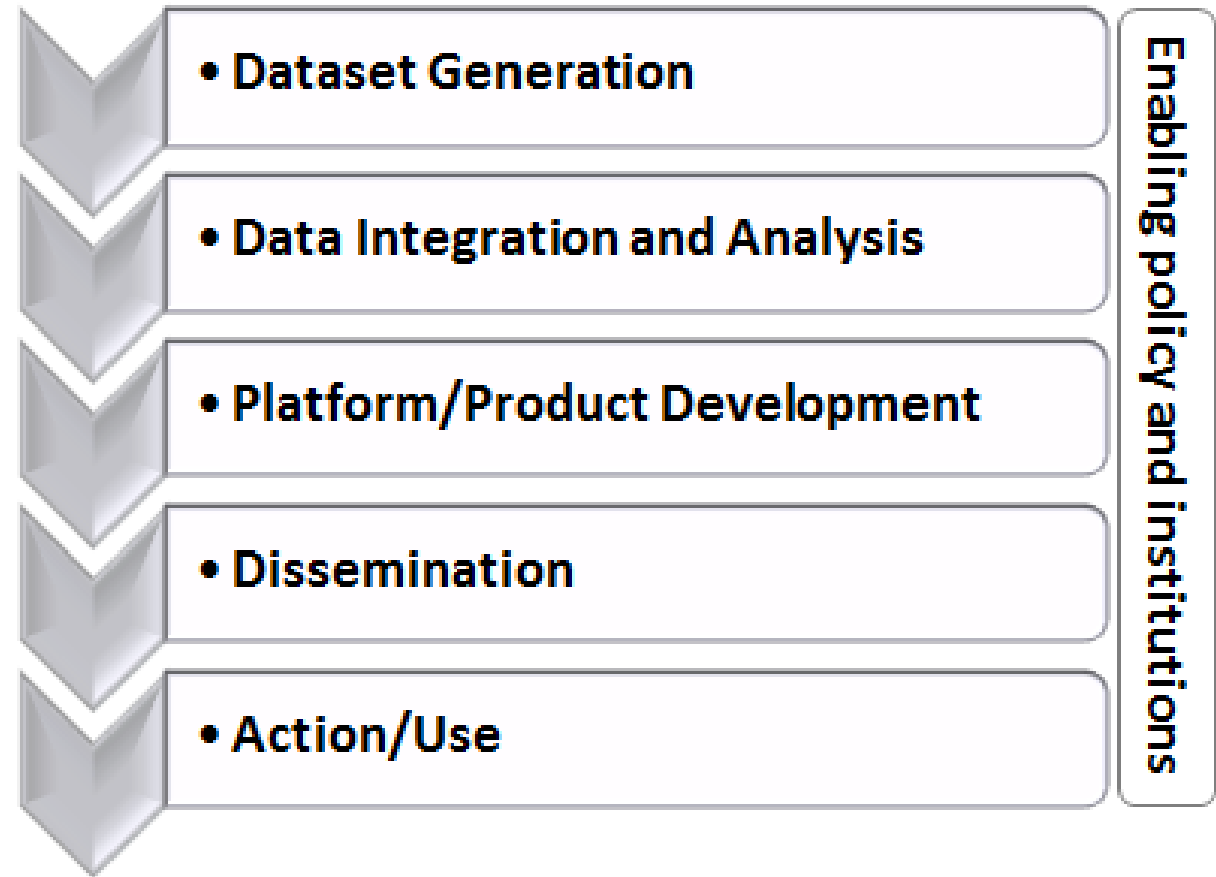 • Dataset Generation
• Data Integration and Analysis
• Platform/Product Development
• Dissemination
• Action/Use
Enabling policy and institutions